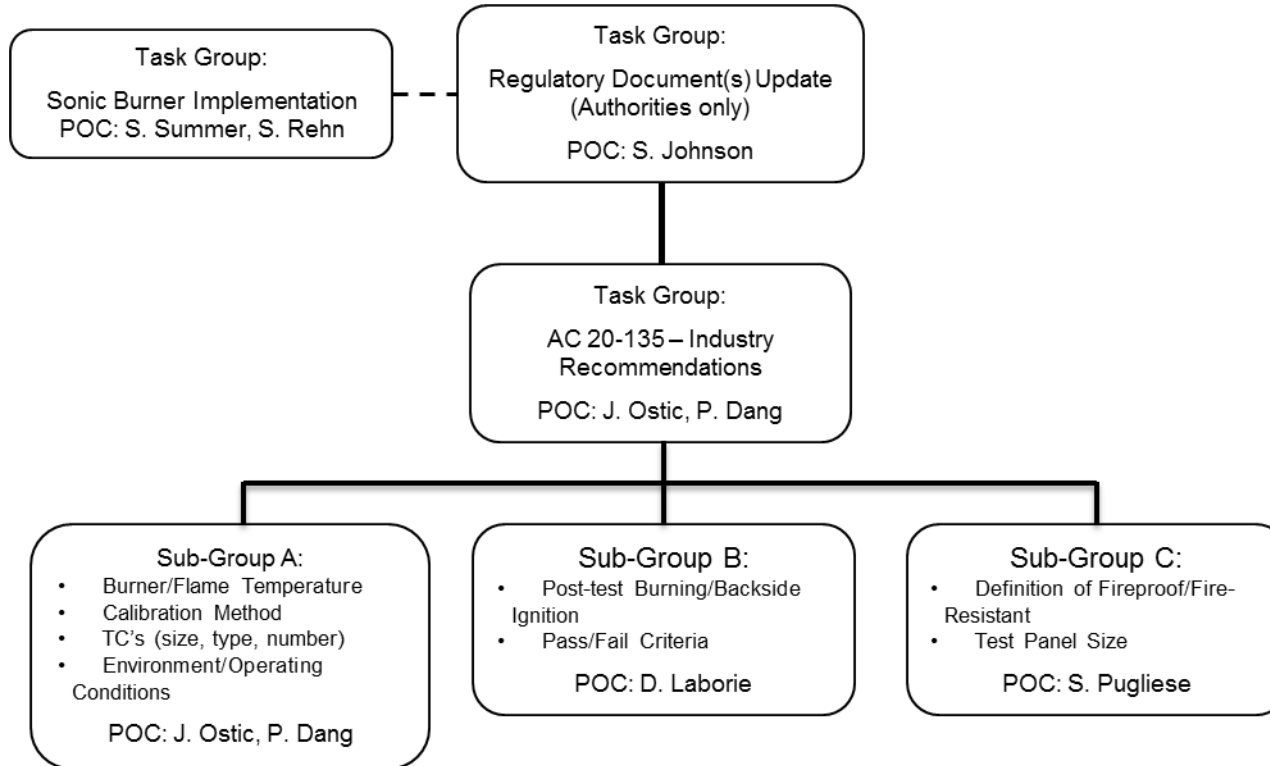 Task Group:
Sonic Burner Implementation
POC: S. Summer, S. Rehn
Task Group:
Regulatory Document(s) Update
(Authorities only)
POC: S. Johnson
Task Group:
AC 20-135 – Industry
Recommendations
POC: J. Ostic, P. Dang
Sub-Group A:
• Burner/Flame Temperature
• Calibration Method
• TC's (size, type, number)
• Environment/Operating
Conditions
POC: J. Ostic, P. Dang
Sub-Group B:
• Post-test Burning/Backside
Ignition
• Pass/Fail Criteria
POC: D. Laborie
Sub-Group C:
• Definition of Fireproof/Fire-
Resistant
• Test Panel Size
POC: S. Pugliese